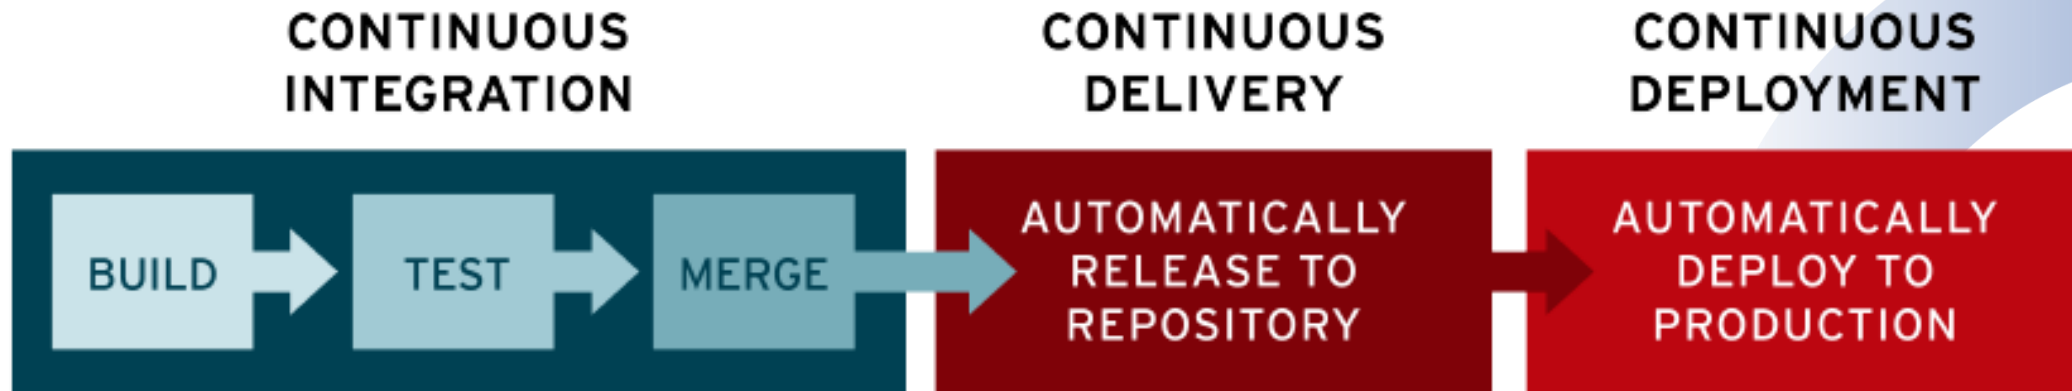 CONTINUOUS
INTEGRATION
CONTINUOUS
DELIVERY
CONTINUOUS
DEPLOYMENT
BUILD
TEST
MERGE
AUTOMATICALLY
RELEASE TO
REPOSITORY
AUTOMATICALLY
DEPLOY TO
PRODUCTION